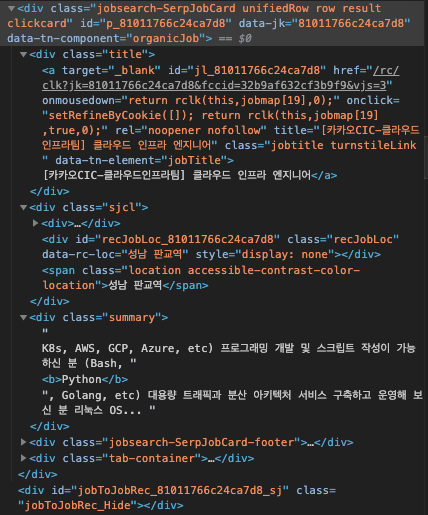 ▼<div class="jobsearch-SerpJobCard unifiedRow row result
clickcard" id="p_81011766c24ca7d8" data-jk="81011766c24ca7d8"
data-tn-component="organicJob"> == $0
▼<div class="title">
<a target="_blank" id="jl_81011766c24ca7d8" href="/rc/
clk?jk=81011766c24ca7d8&fccid=32b9af632cf3b9f9&vjs=3"
onmousedown="return rclk(this,jobmap[19],0);" onclick=
"setRefineByCookie([]); return rclk(this,jobmap[19]
,true,0);" rel="noopener nofollow" title="[카카오CIC-클라우드
인프라팀] 클라우드 인프라 엔지니어" class="jobtitle turnstileLink
" data-tn-element="jobTitle">
[카카오CIC-클라우드인프라팀] 클라우드 인프라 엔지니어</a>
</div>
▼<div class="sjcl">
▶<div>…</div>
<div id="recJobLoc_81011766c24ca7d8" class="recJobLoc"
data-rc-loc="성남 판교역" style="display: none"></div>
<span class="location accessible-contrast-color-
location">성남 판교역</span>
</div>
▼<div class="summary">
"
K8s, AWS, GCP, Azure, etc) 프로그래밍 개발 및 스크립트 작성이 가능
하신 분 (Bash, "
<b>Python</b>
", Golang, etc) 대용량 트래픽과 분산 아키텍처 서비스 구축하고 운영해 보
신 분 리눅스 OS... "
</div>
▶<div class="jobsearch-SerpJobCard-footer">…</div>
▶<div class="tab-container">…</div>
</div>
<div id="jobToJobRec_81011766c24ca7d8_sj" class=
"jobToJobRec_Hide"></div>